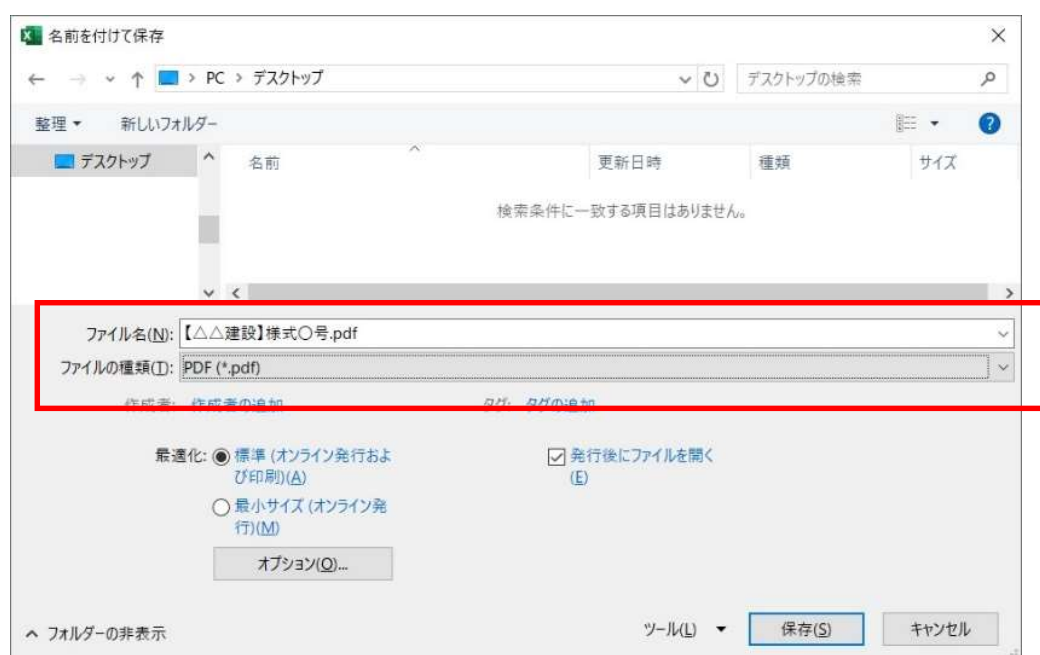 名前を付けて保存
PC > デスクトップ
デスクトップの検索
整理 新しいフォルダー
デスクトップ
名前 更新日時 種類 サイズ
検索条件に一致する項目はありません。
ファイル名(N): 【△△建設】様式○号.pdf
ファイルの種類(T): PDF (*.pdf)
作成者: 作成者の追加 タグ: タグの追加
最適化: 標準 (オンライン発行およ
び印刷)(A)
発行後にファイルを開く
(E)
最小サイズ (オンライン発
行)(M)
オプション(O)...
フォルダーの非表示
ツール(L) 保存(S) キャンセル